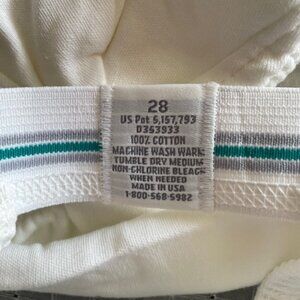 28
US Pat 5,157,793
D363933
100% COTTON
MACHINE WASH WARM
TUMBLE DRY MEDIUM
NON-CHLORINE BLEACH
WHEN NEEDED
MADE IN USA
1-800-568-5982